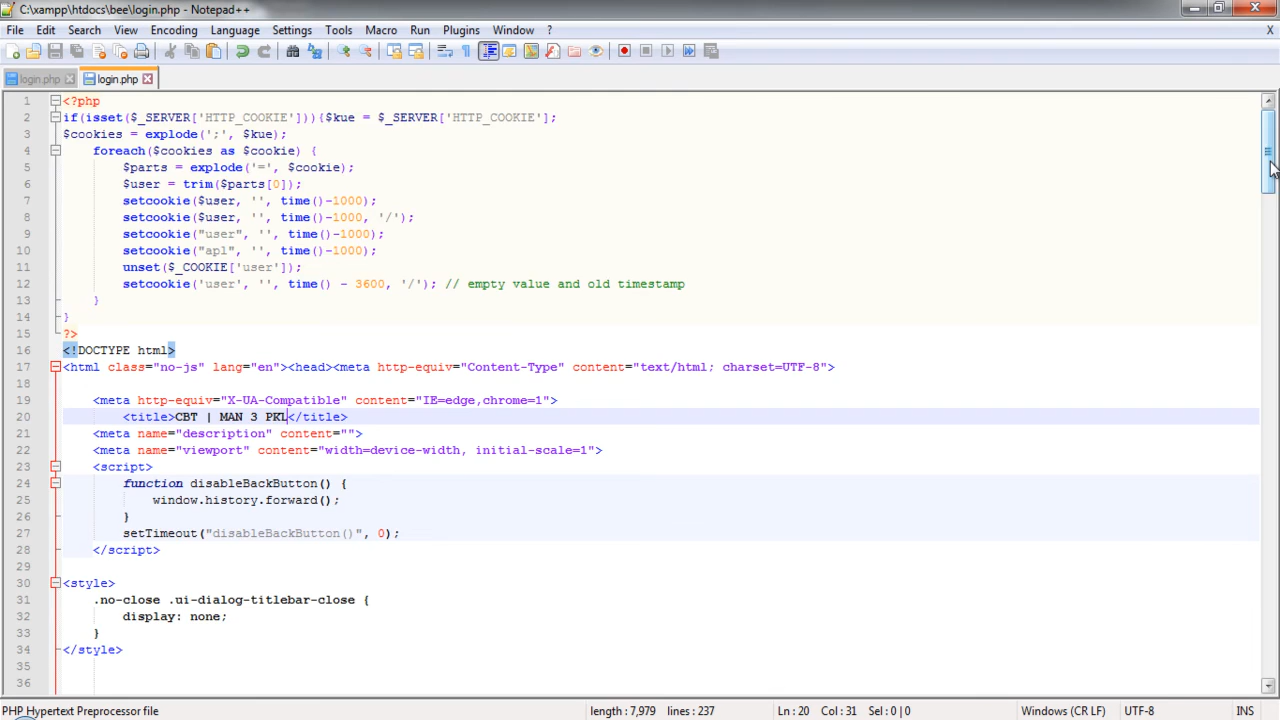 C:\xampp\htdocs\bee\login.php - Notepad++
File Edit Search View Encoding Language Settings Tools Macro Run Plugins Window ? X
login.php login.php
1 <?php
2 if(isset($_SERVER['HTTP_COOKIE'])){$kue = $_SERVER['HTTP_COOKIE'];
3 $cookies = explode(';', $kue);
4 foreach($cookies as $cookie) {
5 $parts = explode('=', $cookie);
6 $user = trim($parts[0]);
7 setcookie($user, '', time()-1000);
8 setcookie($user, '', time()-1000, '/');
9 setcookie("user", '', time()-1000);
10 setcookie("apl", '', time()-1000);
11 unset($_COOKIE['user']);
12 setcookie('user', '', time() - 3600, '/'); // empty value and old timestamp
13 }
14 }
15 ?>
16 <!DOCTYPE html>
17 <html class="no-js" lang="en"><head><meta http-equiv="Content-Type" content="text/html; charset=UTF-8">
18
19 <meta http-equiv="X-UA-Compatible" content="IE=edge,chrome=1">
20 <title>CBT | MAN 3 PKL</title>
21 <meta name="description" content="">
22 <meta name="viewport" content="width=device-width, initial-scale=1">
23 <script>
24 function disableBackButton() {
25 window.history.forward();
26 }
27 setTimeout("disableBackButton()", 0);
28 </script>
29
30 <style>
31 .no-close .ui-dialog-titlebar-close {
32 display: none;
33 }
34 </style>
35
36
PHP Hypertext Preprocessor file length : 7,979 lines : 237 Ln : 20 Col : 31 Sel : 0 | 0 Windows (CR LF) UTF-8 INS